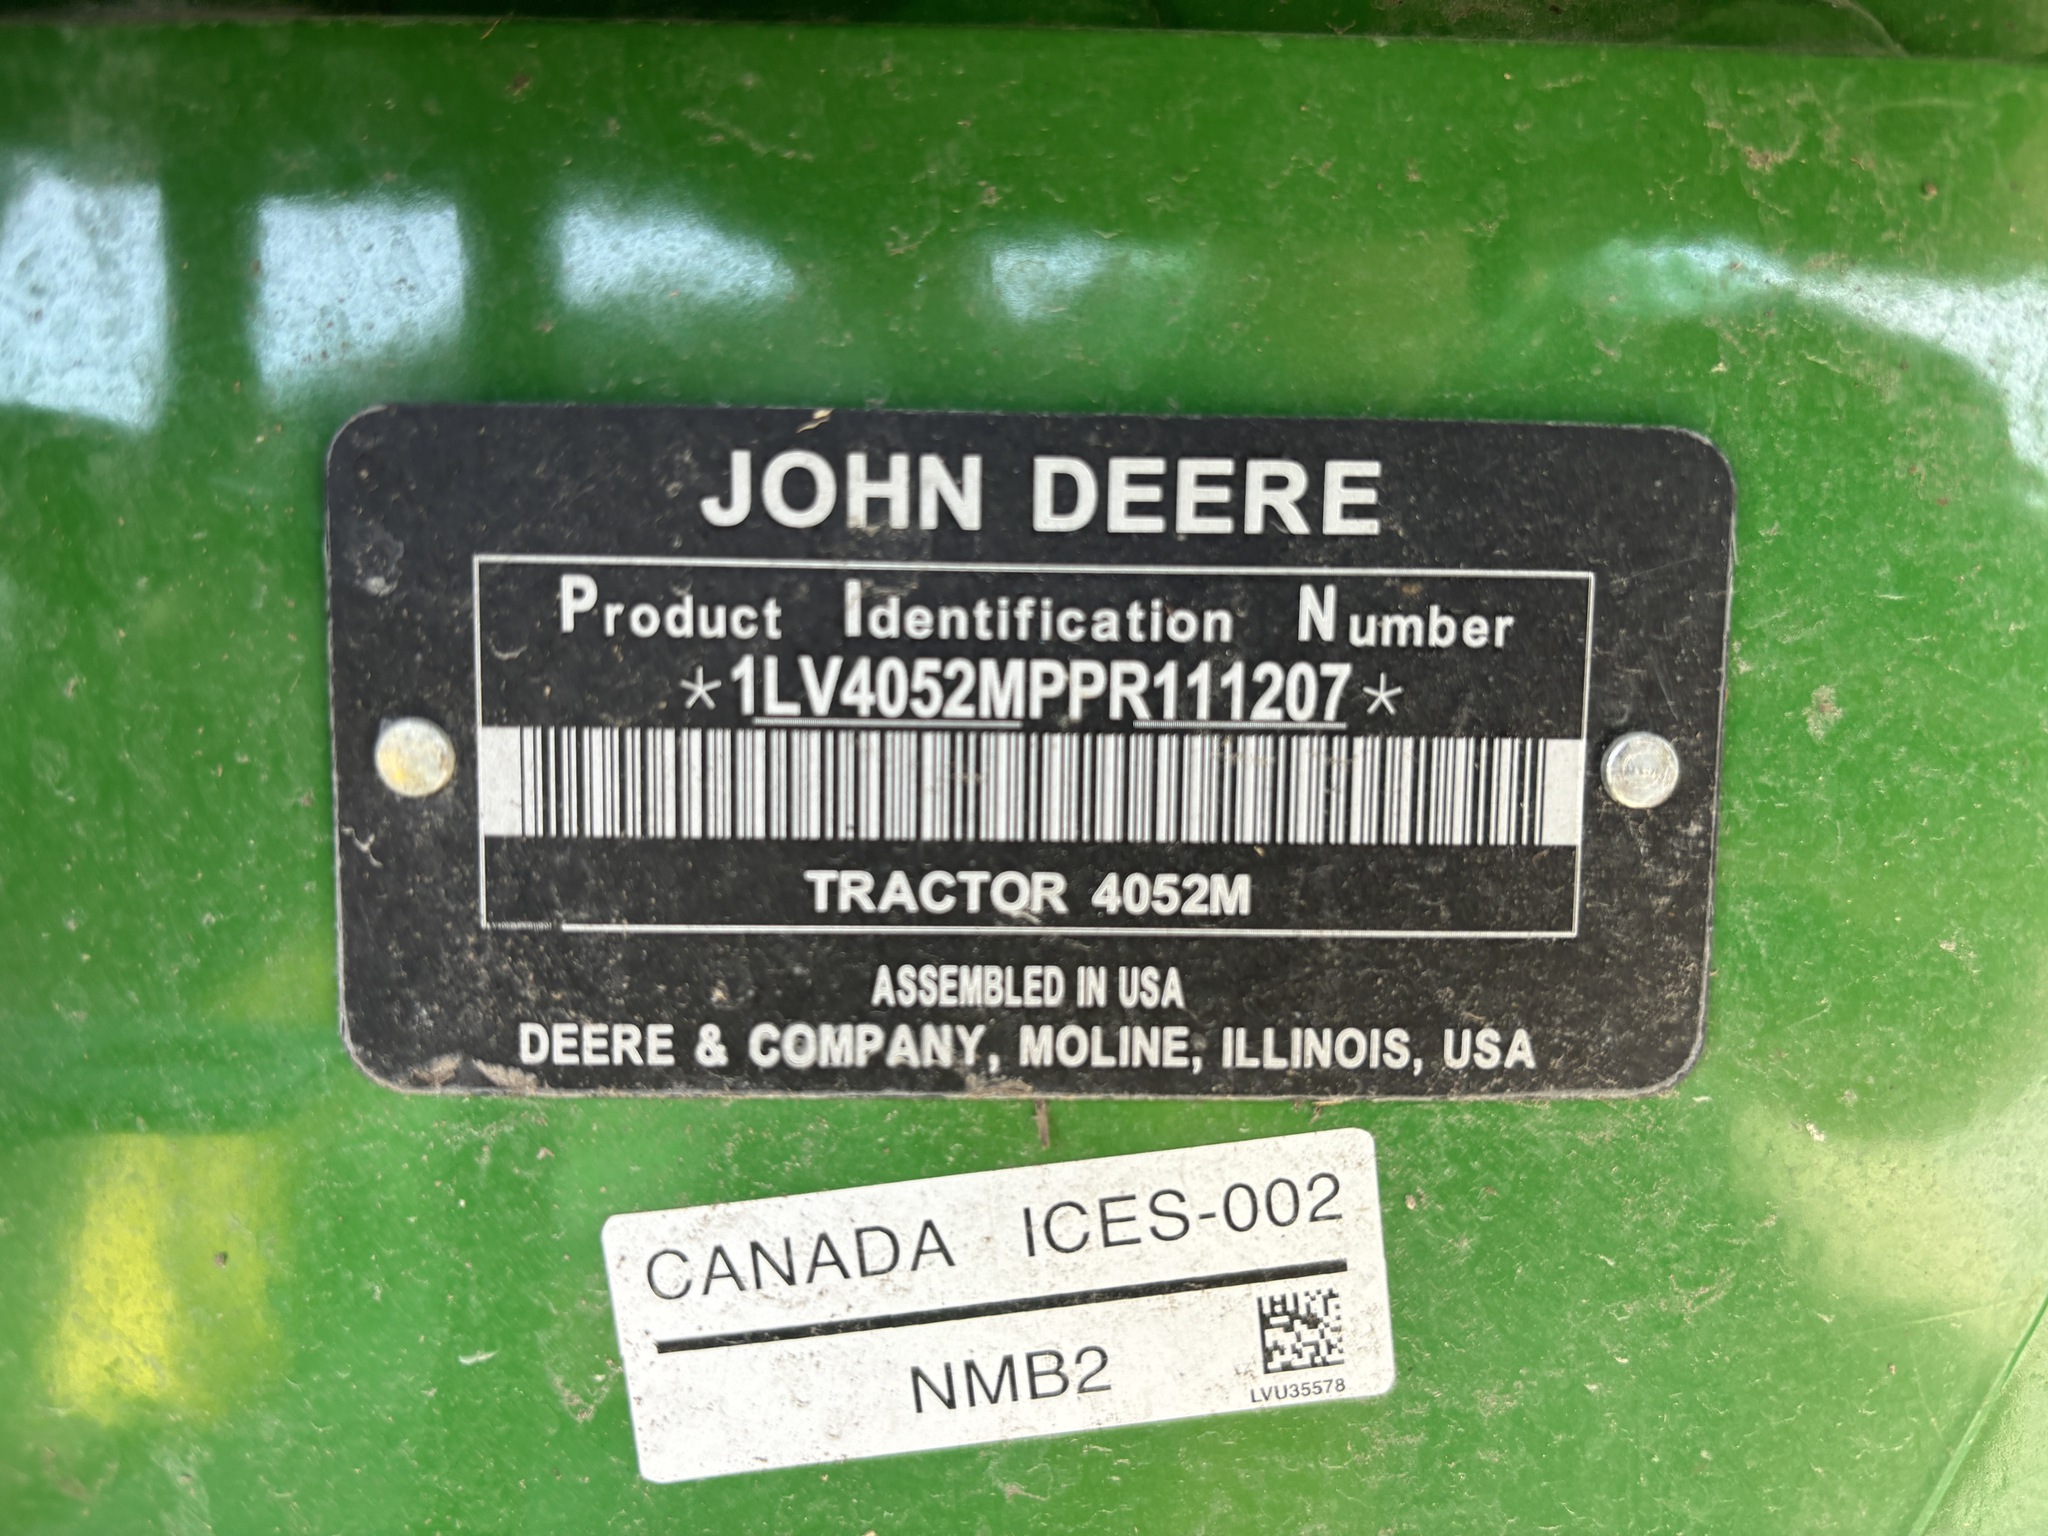 JOHN DEERE
Product Identification Number
*1LV4052MPPR111207*
TRACTOR 4052M
ASSEMBLED IN USA
DEERE & COMPANY, MOLINE, ILLINOIS, USA
CANADA ICES-002
NMB2
LVU35578